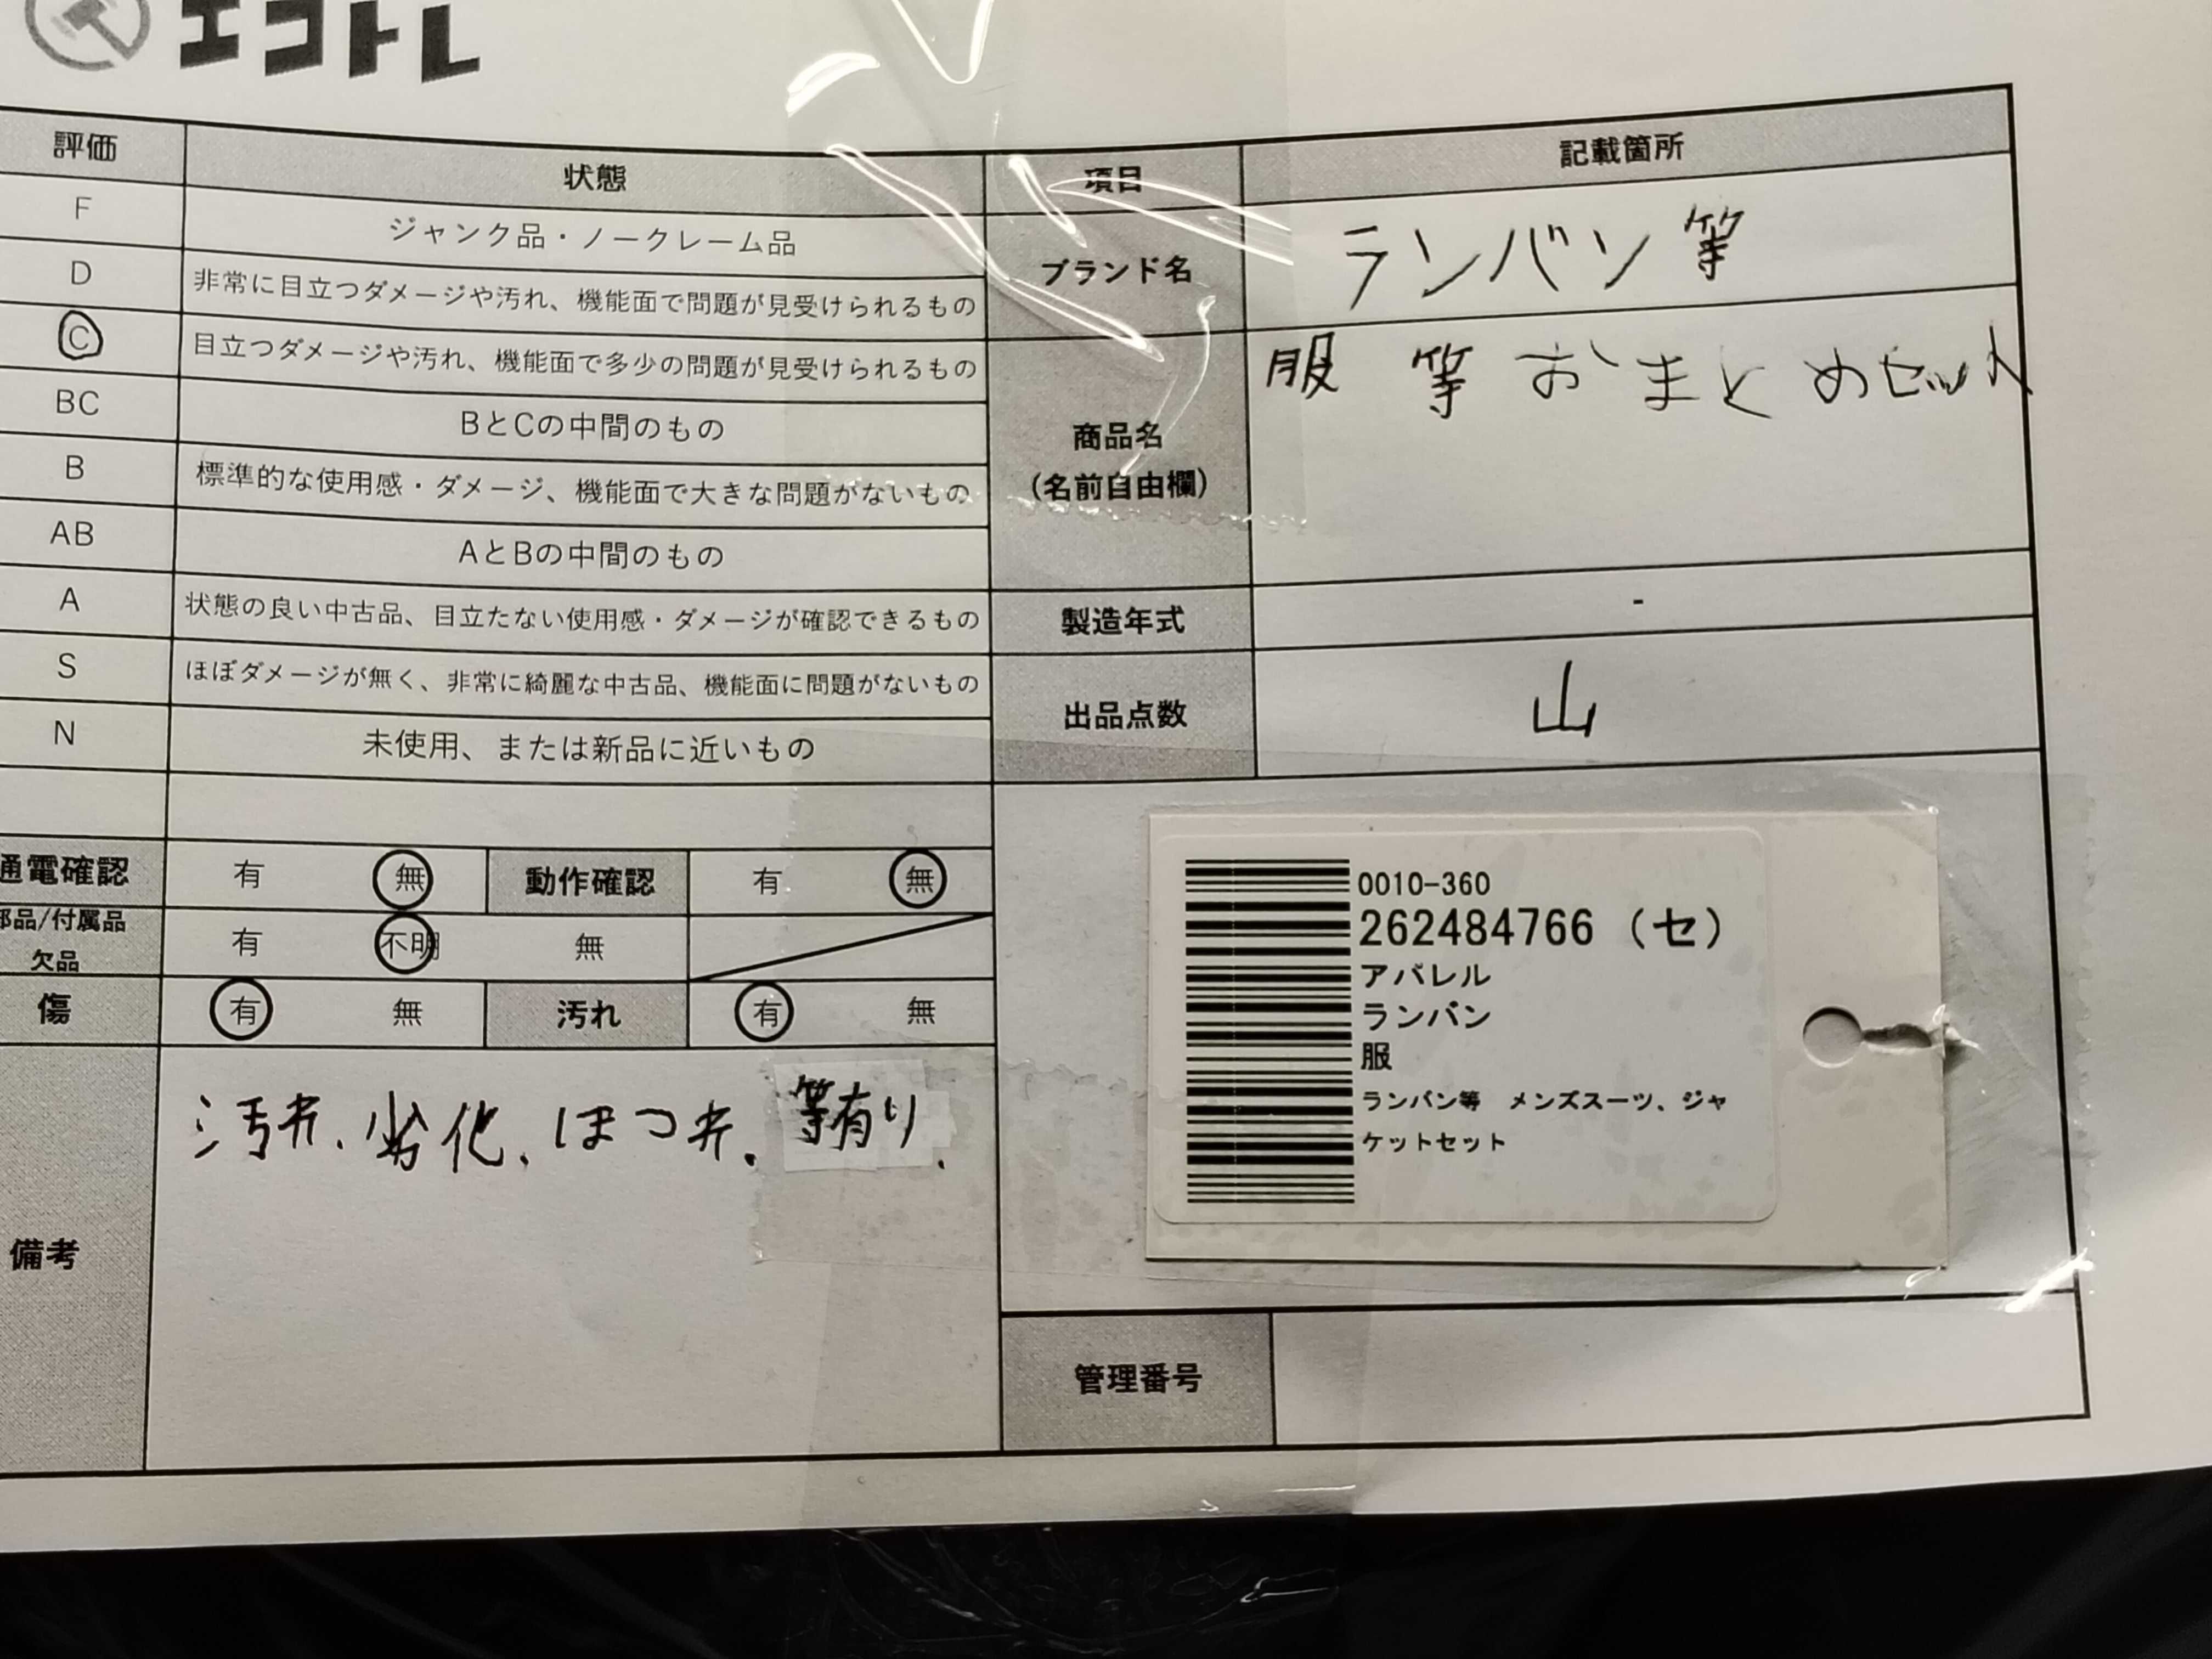 エコトレ
評価 状態 項目 記載箇所
F ジャンク品・ノークレーム品
D 非常に目立つダメージや汚れ、機能面で問題が見受けられるもの
C 目立つダメージや汚れ、機能面で多少の問題が見受けられるもの
BC BとCの中間のもの
B 標準的な使用感・ダメージ、機能面で大きな問題がないもの
AB AとBの中間のもの
A 状態の良い中古品、目立たない使用感・ダメージが確認できるもの
S ほぼダメージが無く、非常に綺麗な中古品、機能面に問題がないもの
N 未使用、または新品に近いもの
ブランド名 ランバン等
商品名
(名前自由欄)
服 等 おまとめセット
製造年式 -
出品点数 山
通電確認 有 無 動作確認 有 無
部品/付属品
欠品
有 不明 無
傷 有 無 汚れ 有 無
備考 汚れ、劣化、ほつれ、等有り、
0010-360
262484766 (セ)
アパレル
ランバン
服
ランバン等 メンズスーツ、ジャ
ケットセット
管理番号